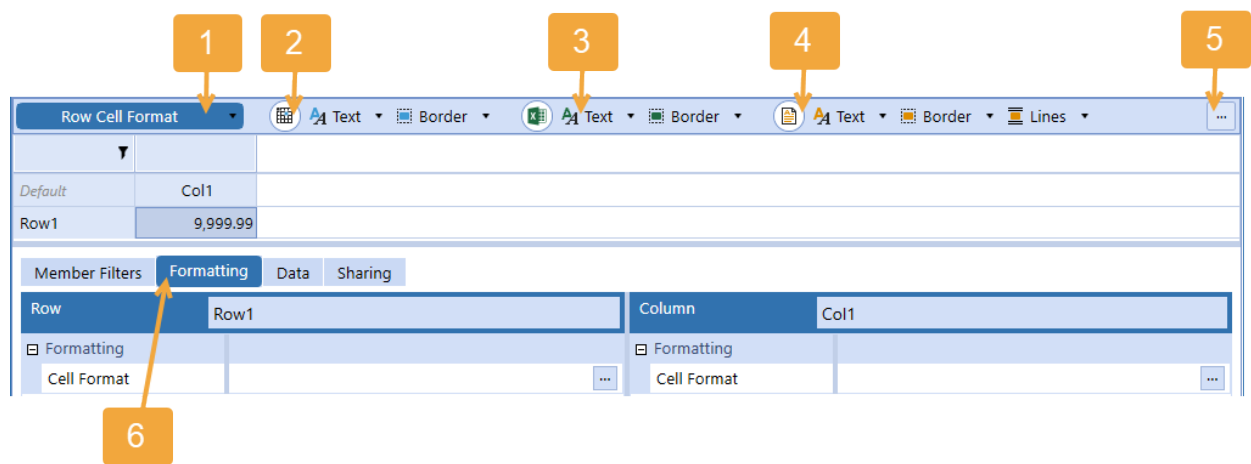 1 2 3 4 5
Row Cell Format Text Border Text Border Text Border Lines ...
Default Col1
Row1 9,999.99
Member Filters Formatting Data Sharing
Row Row1 Column Col1
Formatting Formatting
Cell Format ... Cell Format ...
6